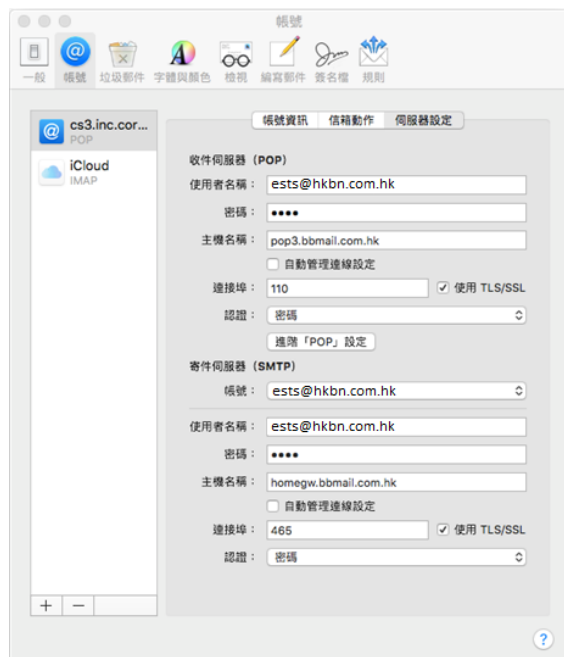 帳號
一般 帳號 垃圾郵件 字體與顏色 檢視 編寫郵件 簽名檔 規則
cs3.inc.cor...
POP
iCloud
IMAP
帳號資訊 信箱動作 伺服器設定
收件伺服器（POP）
使用者名稱： ests@hkbn.com.hk
密碼： ••••
主機名稱： pop3.bbmail.com.hk
自動管理連線設定
連接埠： 110 使用 TLS/SSL
認證： 密碼
進階「POP」設定
寄件伺服器（SMTP）
帳號： ests@hkbn.com.hk
使用者名稱： ests@hkbn.com.hk
密碼： ••••
主機名稱： homegw.bbmail.com.hk
自動管理連線設定
連接埠： 465 使用 TLS/SSL
認證： 密碼
+ − ?